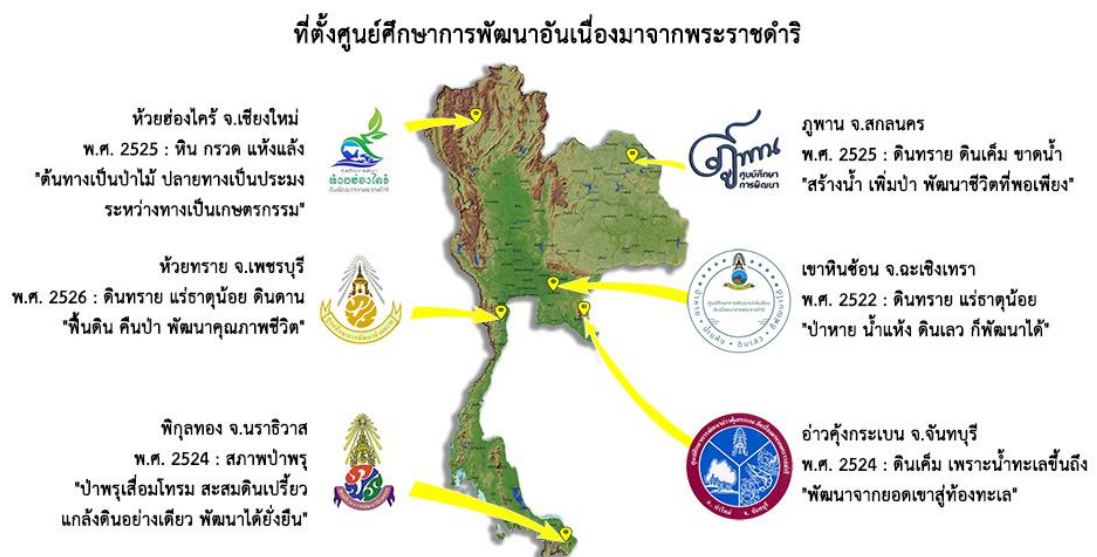 ที่ตั้งศูนย์ศึกษาการพัฒนาอันเนื่องมาจากพระราชดำริ
ห้วยฮ่องไคร้ จ.เชียงใหม่
พ.ศ. 2525 : หิน กรวด แห้งแล้ง
"ต้นทางเป็นป่าไม้ ปลายทางเป็นประมง
ระหว่างทางเป็นเกษตรกรรม"
ห้วยฮ่องไคร้
ภูพาน
ศูนย์ศึกษา
การพัฒนา
ภูพาน จ.สกลนคร
พ.ศ. 2525 : ดินทราย ดินเค็ม ขาดน้ำ
"สร้างน้ำ เพิ่มป่า พัฒนาชีวิตที่พอเพียง"
ห้วยทราย จ.เพชรบุรี
พ.ศ. 2526 : ดินทราย แร่ธาตุน้อย ดินดาน
"ฟื้นดิน คืนป่า พัฒนาคุณภาพชีวิต"
เขาหินซ้อน จ.ฉะเชิงเทรา
พ.ศ. 2522 : ดินทราย แร่ธาตุน้อย
"ป่าหาย น้ำแห้ง ดินเลว ก็พัฒนาได้"
พิกุลทอง จ.นราธิวาส
พ.ศ. 2524 : สภาพป่าพรุ
"ป่าพรุเสื่อมโทรม สะสมดินเปรี้ยว
แกล้งดินอย่างเดียว พัฒนาได้ยั่งยืน"
อ่าวคุ้งกระเบน จ.จันทบุรี
พ.ศ. 2524 : ดินเค็ม เพราะน้ำทะเลขึ้นถึง
"พัฒนาจากยอดเขาสู่ท้องทะเล"